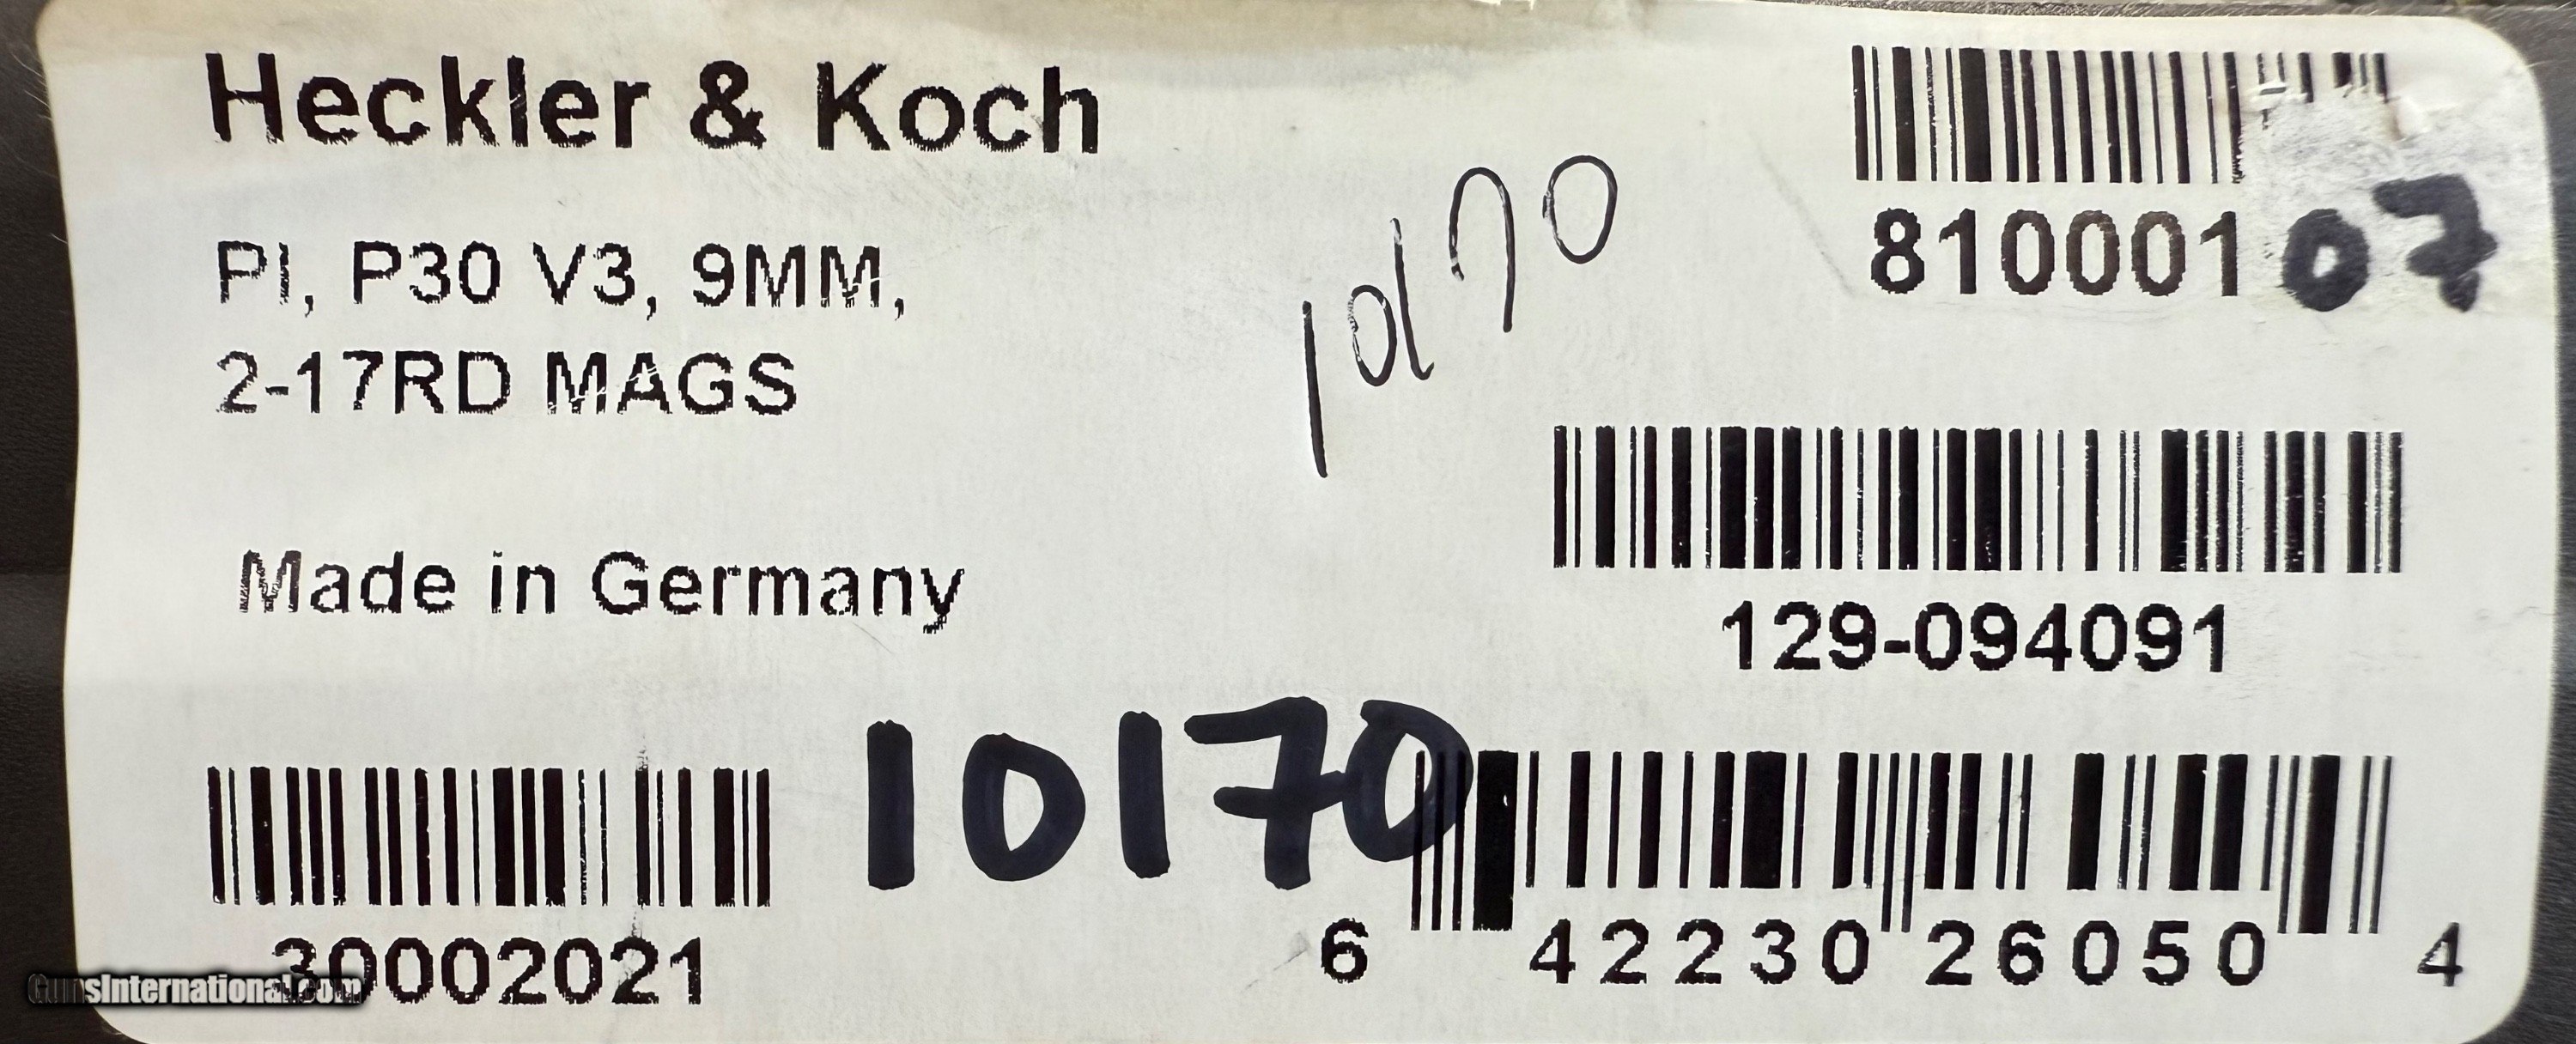 Heckler & Koch
81000107
PI, P30 V3, 9MM,
10170
2-17RD MAGS
129-094091
Made in Germany
10170
30002021
6 42230 26050 4
GunsInternational.com